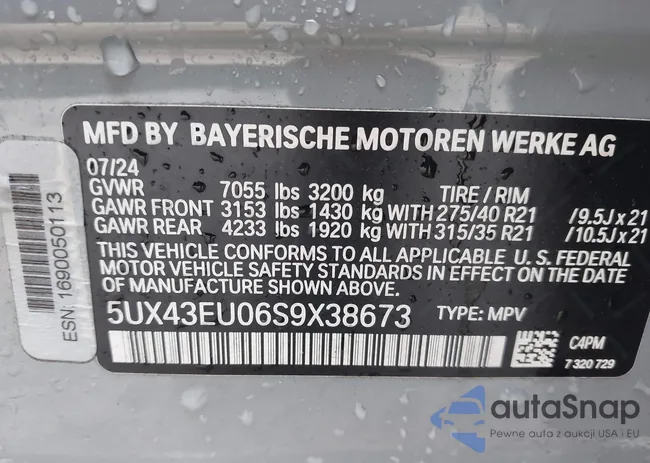 MFD BY BAYERISCHE MOTOREN WERKE AG
07/24
GVWR 7055 lbs 3200 kg TIRE / RIM
GAWR FRONT 3153 lbs 1430 kg WITH 275/40 R21 /9.5J x 21
GAWR REAR 4233 lbs 1920 kg WITH 315/35 R21 /10.5J x 21
THIS VEHICLE CONFORMS TO ALL APPLICABLE U.S. FEDERAL
MOTOR VEHICLE SAFETY STANDARDS IN EFFECT ON THE DATE
OF MANUFACTURE SHOWN ABOVE.
5UX43EU06S9X38673 TYPE: MPV
C4PM
7 320 729
ESN: 1690050113
autaSnap
Pewne auta z aukcji USA i EU